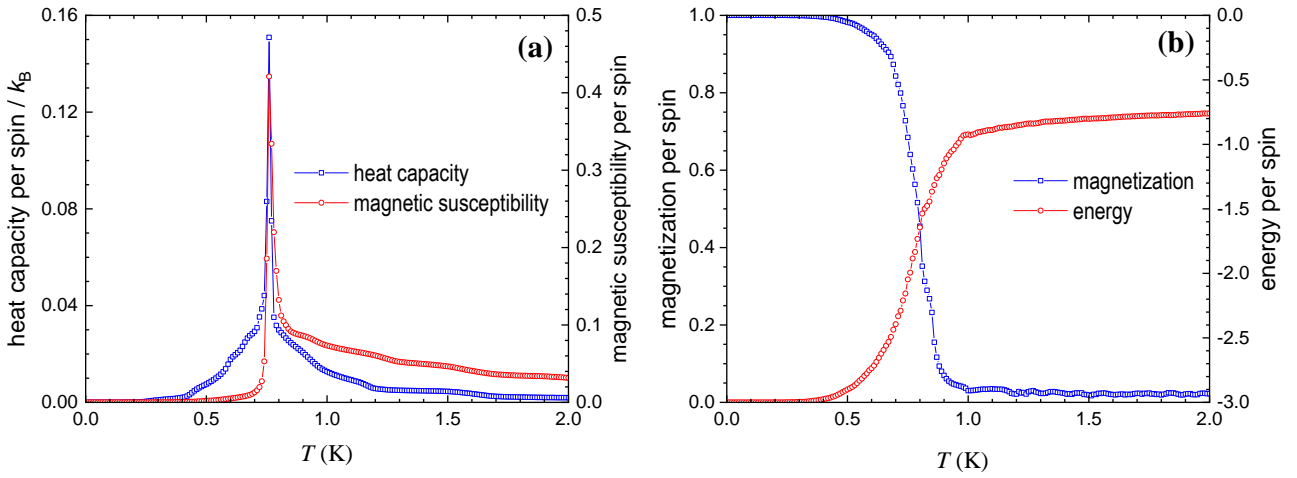 0.16
0.12
0.08
0.04
0.00
heat capacity per spin / kB
0.5
0.4
0.3
0.2
0.1
0.0
magnetic susceptibility per spin
(a)
heat capacity
magnetic susceptibility
0.0 0.5 1.0 1.5 2.0
T (K)
1.0
0.8
0.6
0.4
0.2
0.0
magnetization per spin
0.0
-0.5
-1.0
-1.5
-2.0
-2.5
-3.0
energy per spin
(b)
magnetization
energy
0.0 0.5 1.0 1.5 2.0
T (K)